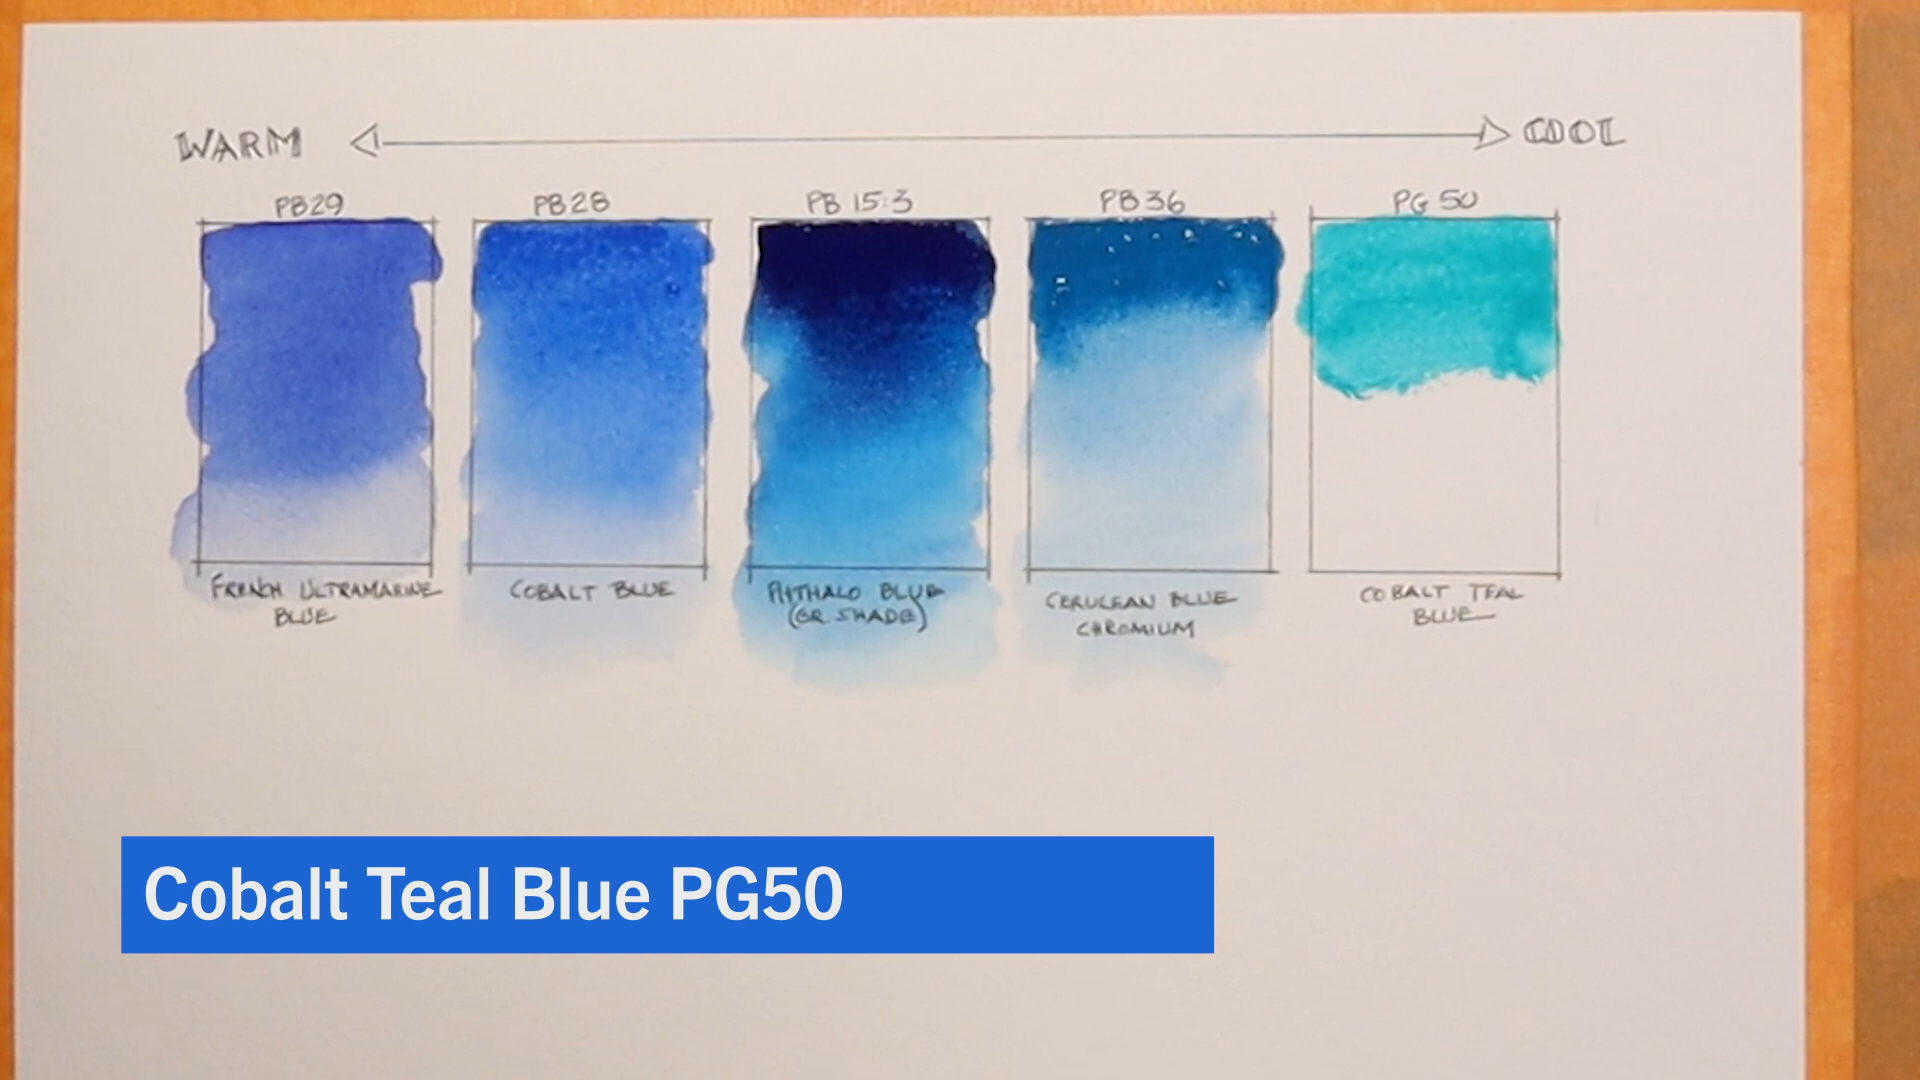 WARM COOL
PB29 PB28 PB 15:3 PB36 PG 50
FRENCH ULTRAMARINE
BLUE
COBALT BLUE
PHTHALO BLUE
(GR. SHADE)
CERULEAN BLUE
CHROMIUM
COBALT TEAL
BLUE
Cobalt Teal Blue PG50